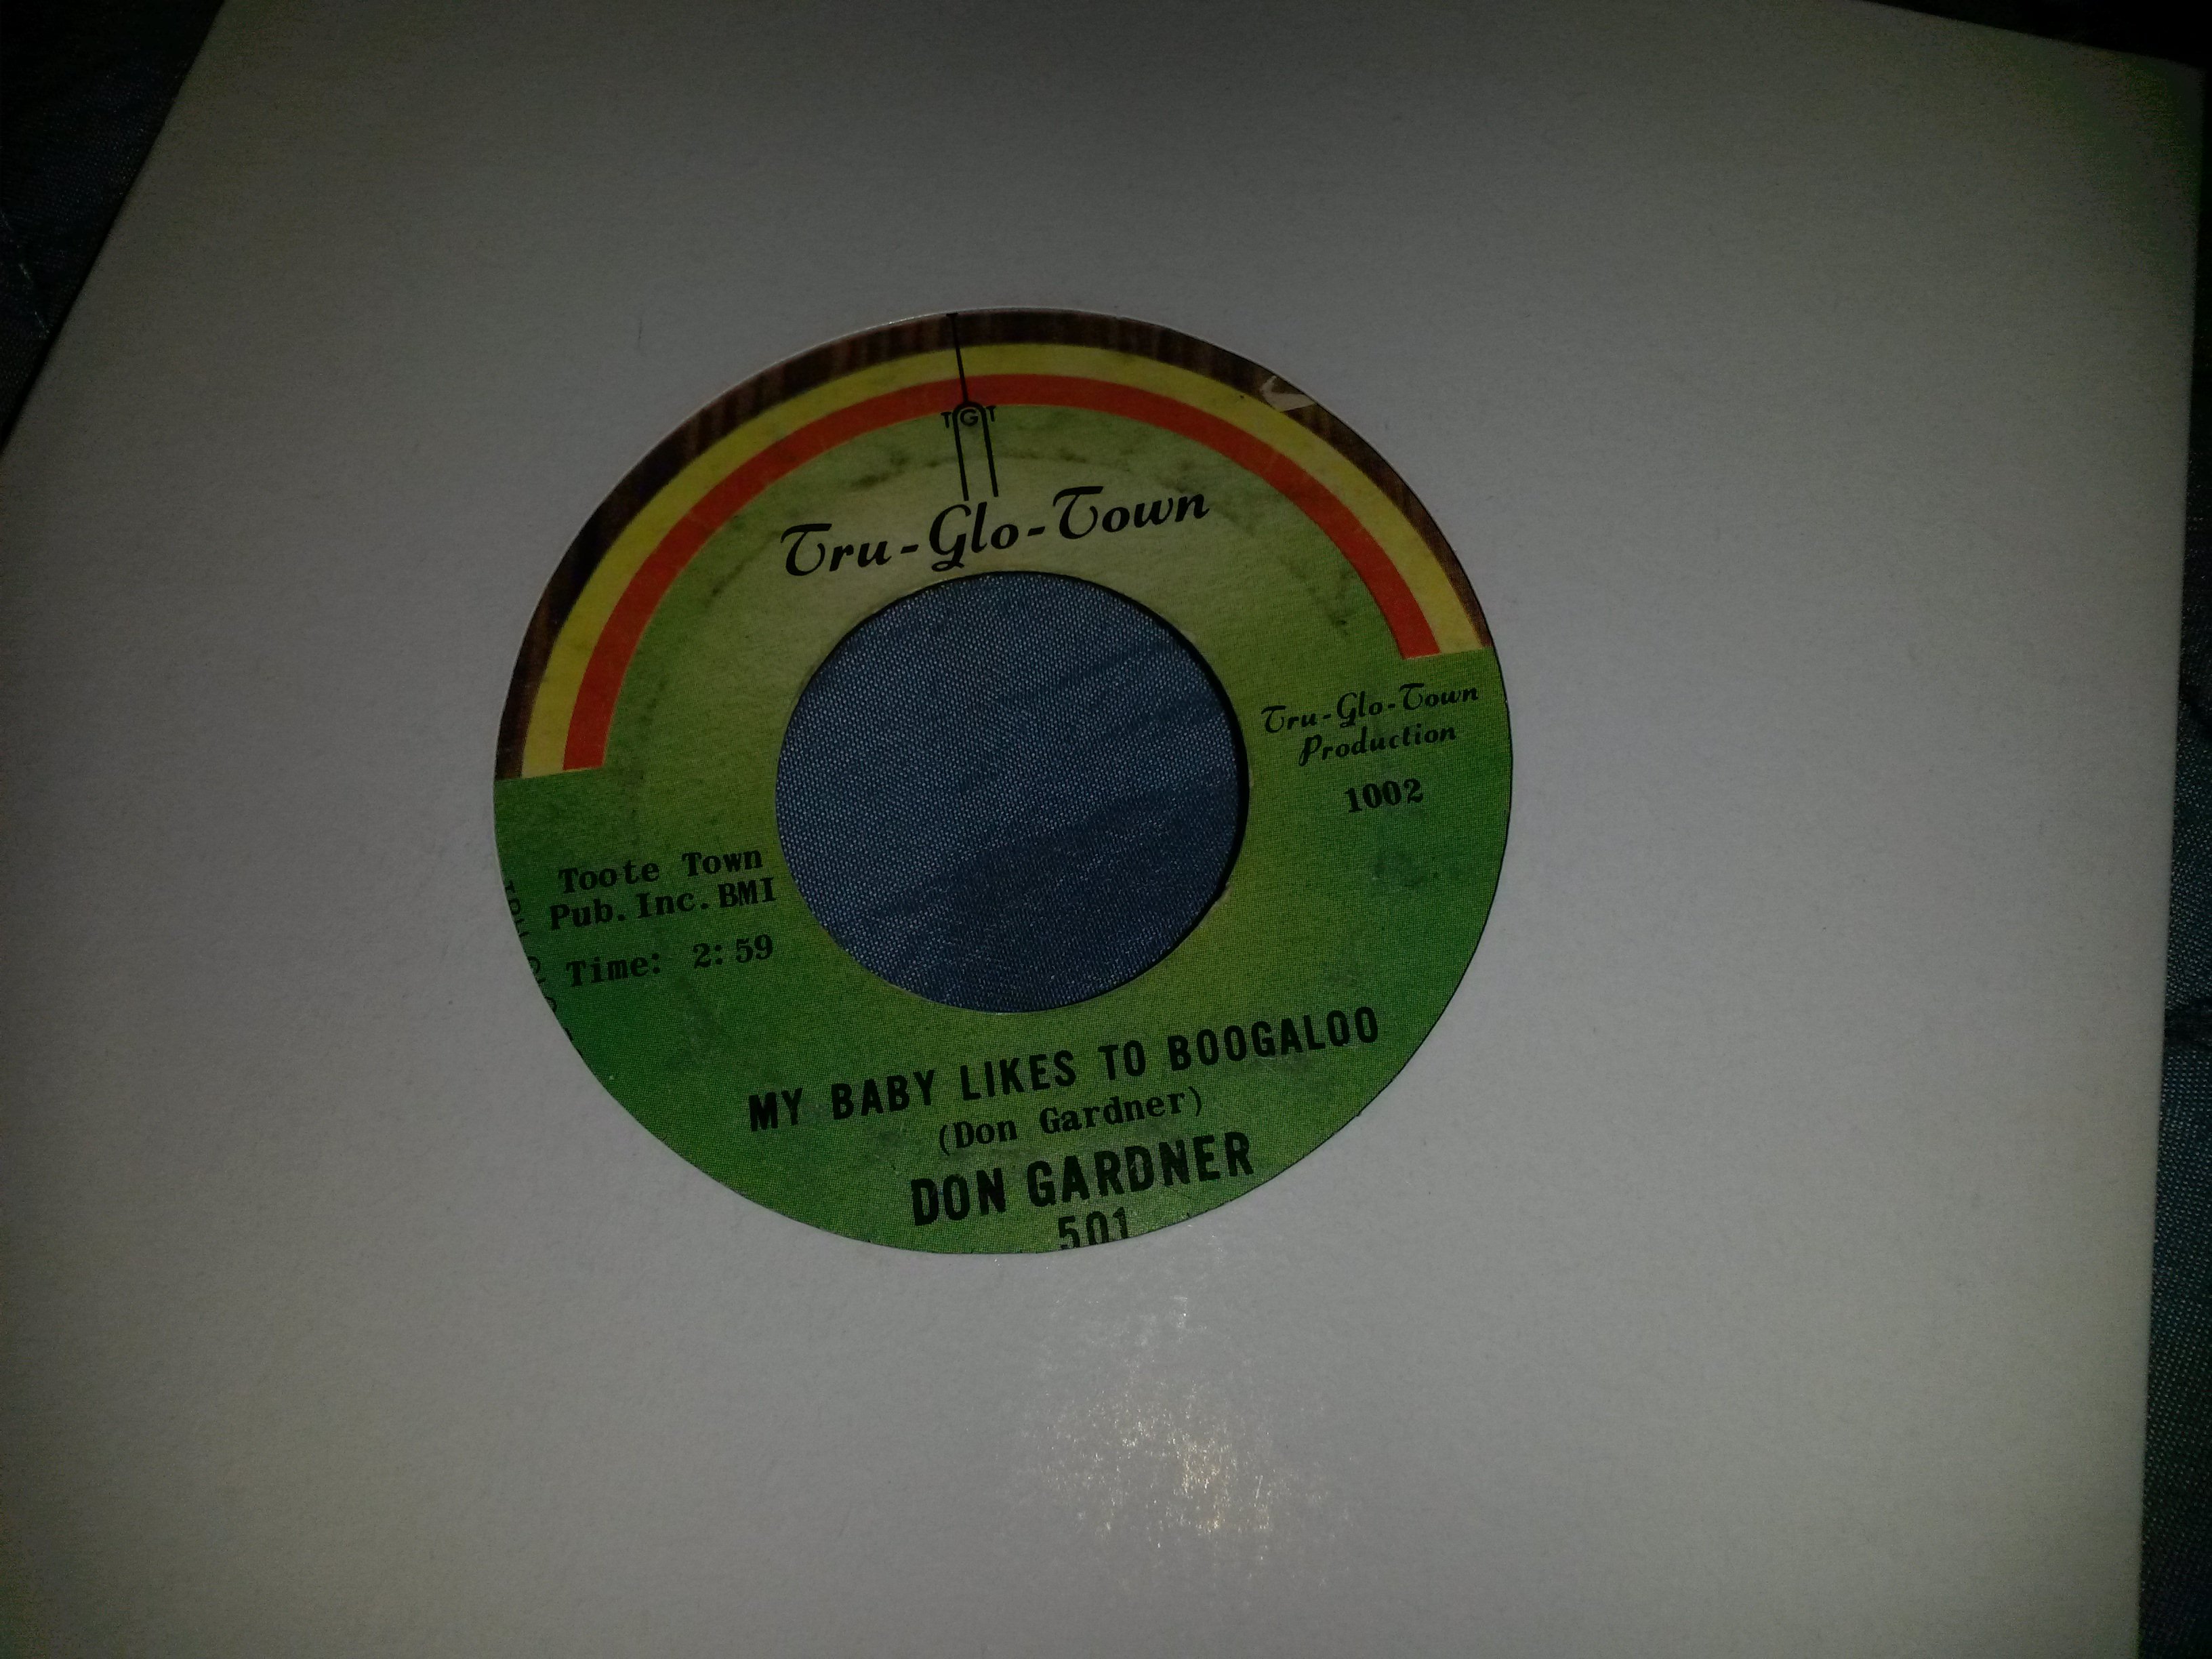 TGT
Tru-Glo-Town
Tru-Glo-Town
Production
1002
Toote Town
Pub. Inc. BMI
Time: 2:59
MY BABY LIKES TO BOOGALOO
(Don Gardner)
DON GARDNER
501